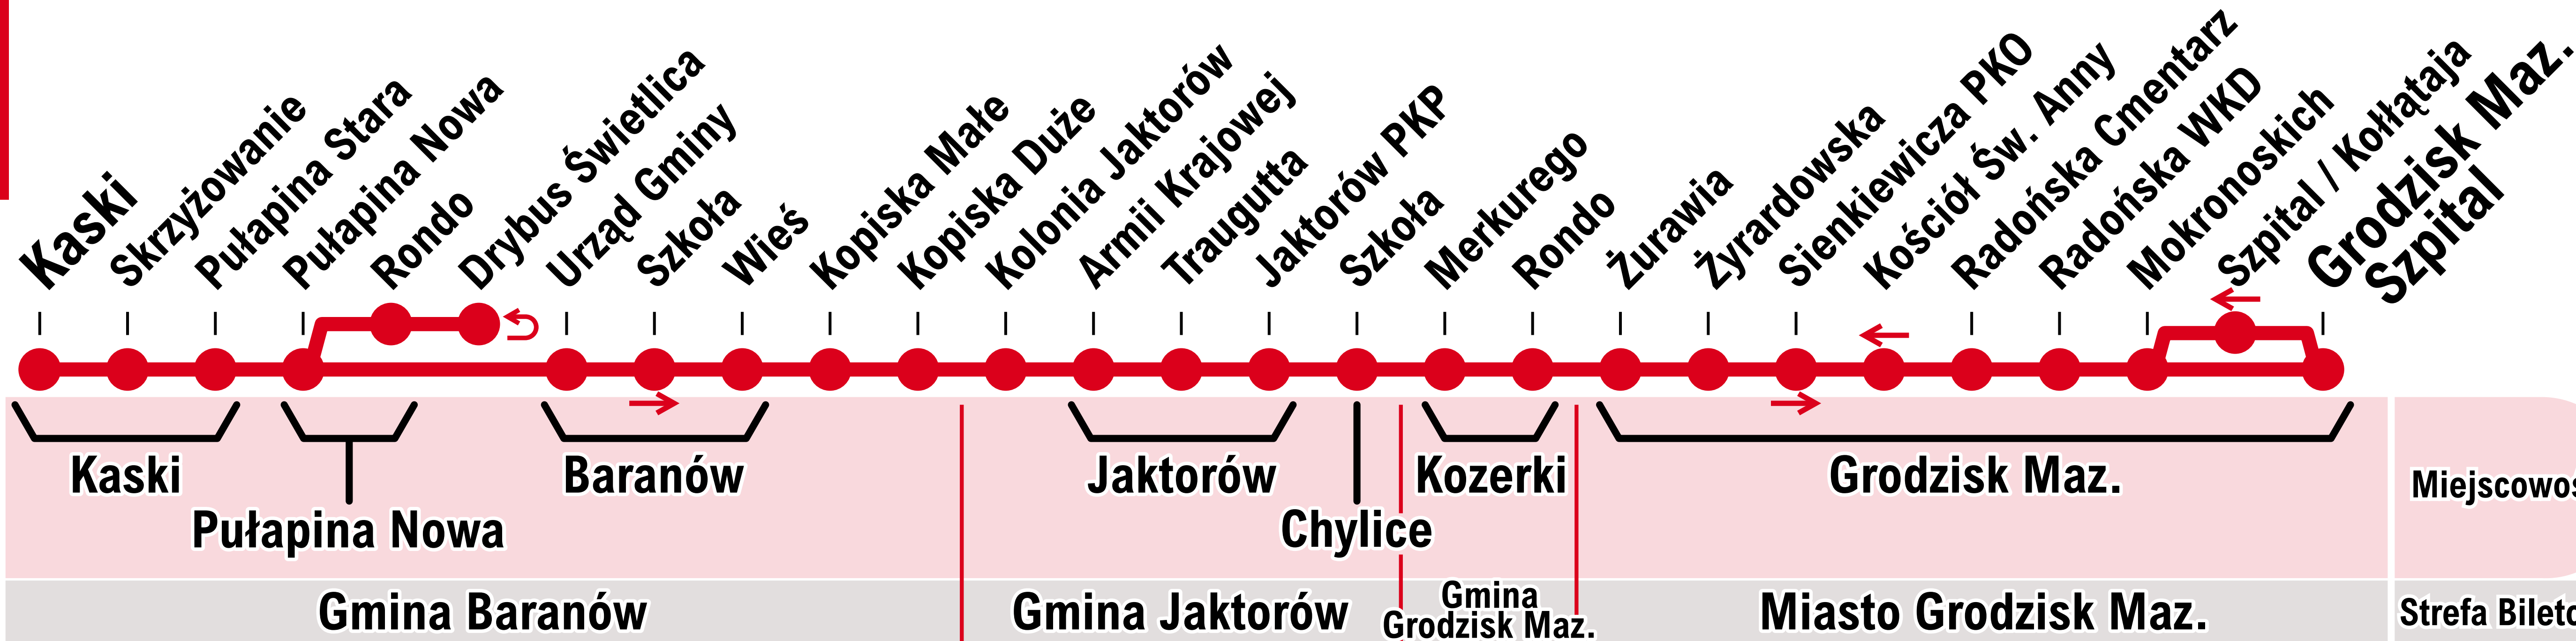 Kaski
Skrzyżowanie
Pułapina Stara
Pułapina Nowa
Rondo
Drybus Świetlica
Urząd Gminy
Szkoła
Wieś
Kopiska Małe
Kopiska Duże
Kolonia Jaktorów
Armii Krajowej
Traugutta
Jaktorów PKP
Szkoła
Merkurego
Rondo
Żurawia
Żyrardowska
Sienkiewicza PKO
Kościół Św. Anny
Radońska Cmentarz
Radońska WKD
Mokronoskich
Szpital / Kołłątaja
Grodzisk Maz.
Szpital
Kaski
Pułapina Nowa
Baranów
Jaktorów
Chylice
Kozerki
Grodzisk Maz.
Gmina Baranów
Gmina Jaktorów
Gmina
Grodzisk Maz.
Miasto Grodzisk Maz.
Strefa